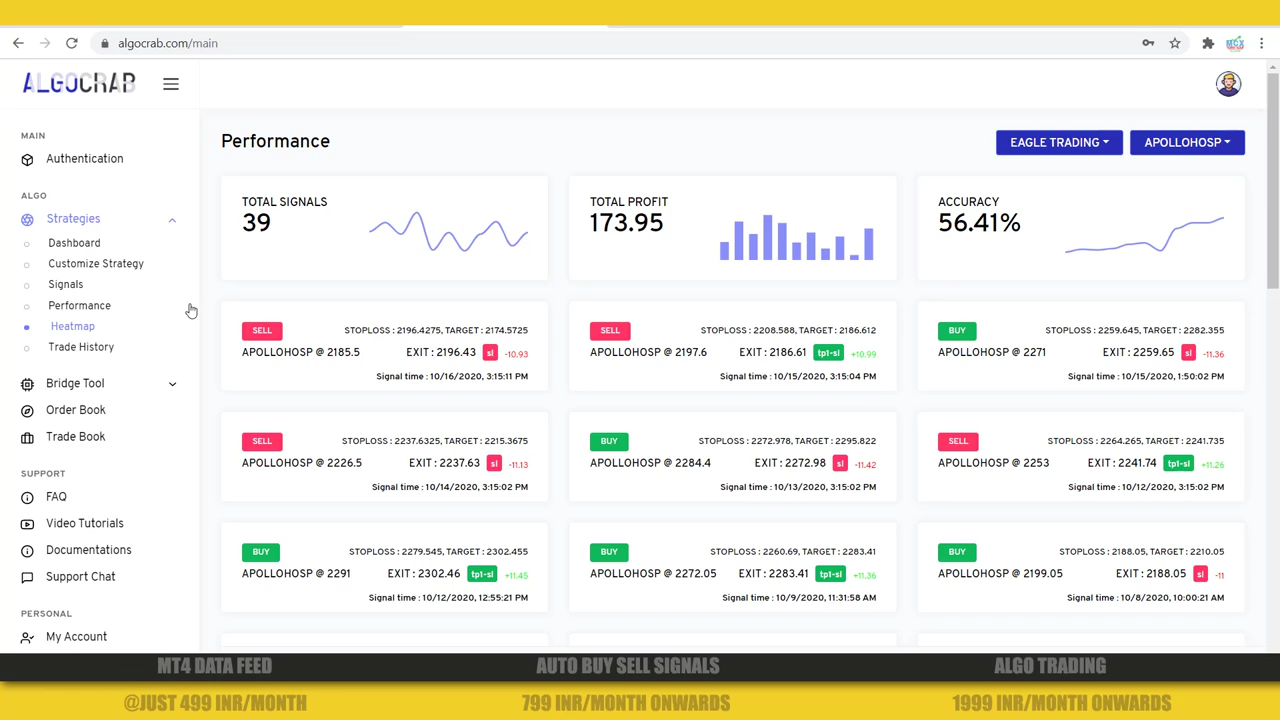 algocrab.com/main
MCX
ALGOCRAB
MAIN
Authentication
ALGO
Strategies
Dashboard
Customize Strategy
Signals
Performance
Heatmap
Trade History
Bridge Tool
Order Book
Trade Book
SUPPORT
FAQ
Video Tutorials
Documentations
Support Chat
PERSONAL
My Account
Performance
EAGLE TRADING
APOLLOHOSP
TOTAL SIGNALS
39
TOTAL PROFIT
173.95
ACCURACY
56.41%
SELL STOPLOSS : 2196.4275, TARGET : 2174.5725
APOLLOHOSP @ 2185.5 EXIT : 2196.43 sl -10.93
Signal time : 10/16/2020, 3:15:11 PM
SELL STOPLOSS : 2208.588, TARGET : 2186.612
APOLLOHOSP @ 2197.6 EXIT : 2186.61 tp1-sl +10.99
Signal time : 10/15/2020, 3:15:04 PM
BUY STOPLOSS : 2259.645, TARGET : 2282.355
APOLLOHOSP @ 2271 EXIT : 2259.65 sl -11.36
Signal time : 10/15/2020, 1:50:02 PM
SELL STOPLOSS : 2237.6325, TARGET : 2215.3675
APOLLOHOSP @ 2226.5 EXIT : 2237.63 sl -11.13
Signal time : 10/14/2020, 3:15:02 PM
BUY STOPLOSS : 2272.978, TARGET : 2295.822
APOLLOHOSP @ 2284.4 EXIT : 2272.98 sl -11.42
Signal time : 10/13/2020, 3:15:02 PM
SELL STOPLOSS : 2264.265, TARGET : 2241.735
APOLLOHOSP @ 2253 EXIT : 2241.74 tp1-sl +11.26
Signal time : 10/12/2020, 3:15:02 PM
BUY STOPLOSS : 2279.545, TARGET : 2302.455
APOLLOHOSP @ 2291 EXIT : 2302.46 tp1-sl +11.45
Signal time : 10/12/2020, 12:55:21 PM
BUY STOPLOSS : 2260.69, TARGET : 2283.41
APOLLOHOSP @ 2272.05 EXIT : 2283.41 tp1-sl +11.36
Signal time : 10/9/2020, 11:31:58 AM
BUY STOPLOSS : 2188.05, TARGET : 2210.05
APOLLOHOSP @ 2199.05 EXIT : 2188.05 sl -11
Signal time : 10/8/2020, 10:00:21 AM
MT4 DATA FEED
@JUST 499 INR/MONTH
AUTO BUY SELL SIGNALS
799 INR/MONTH ONWARDS
ALGO TRADING
1999 INR/MONTH ONWARDS